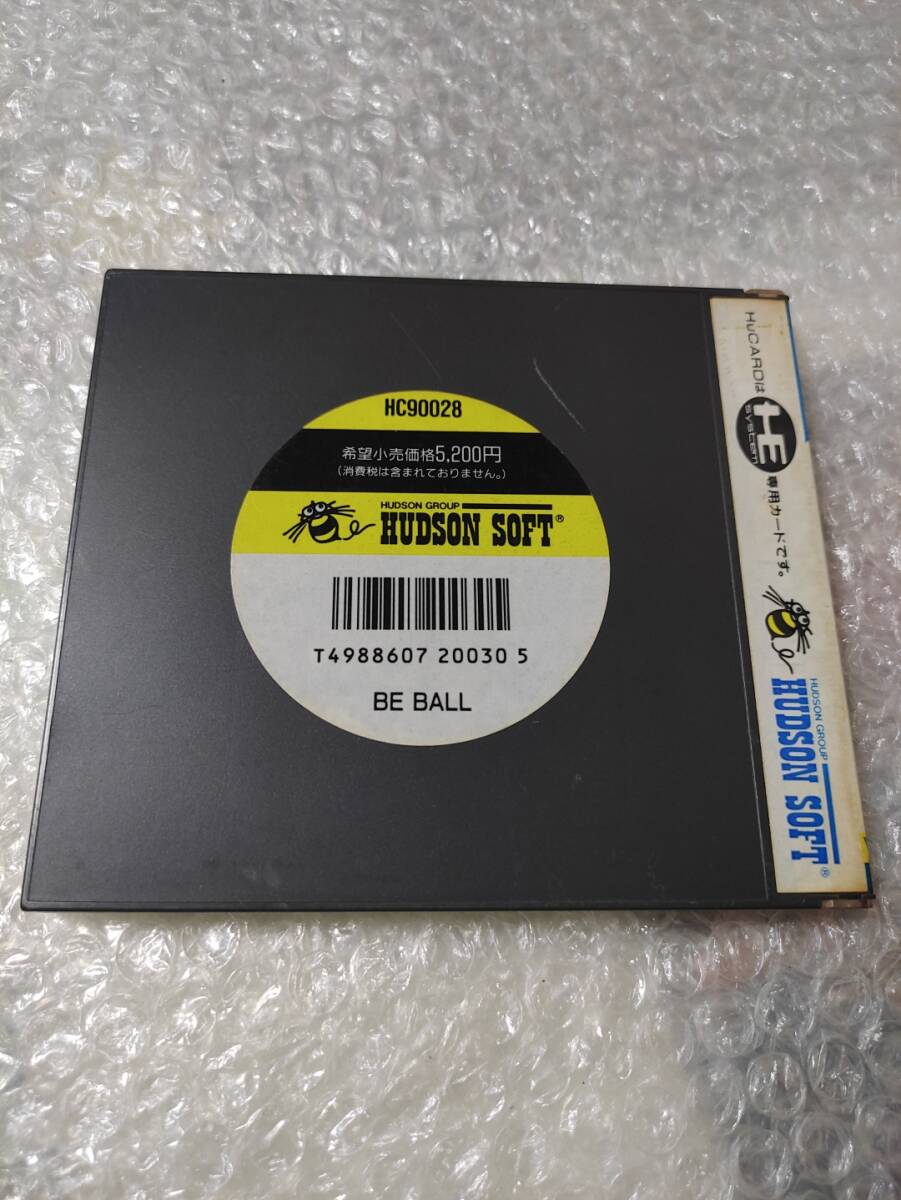 HC90028
希望小売価格5,200円
(消費税は含まれておりません。)
HUDSON GROUP
HUDSON SOFT®
T4988607 20030 5
BE BALL
HuCARDは HE system 専用カードです。
HUDSON GROUP
HUDSON SOFT®